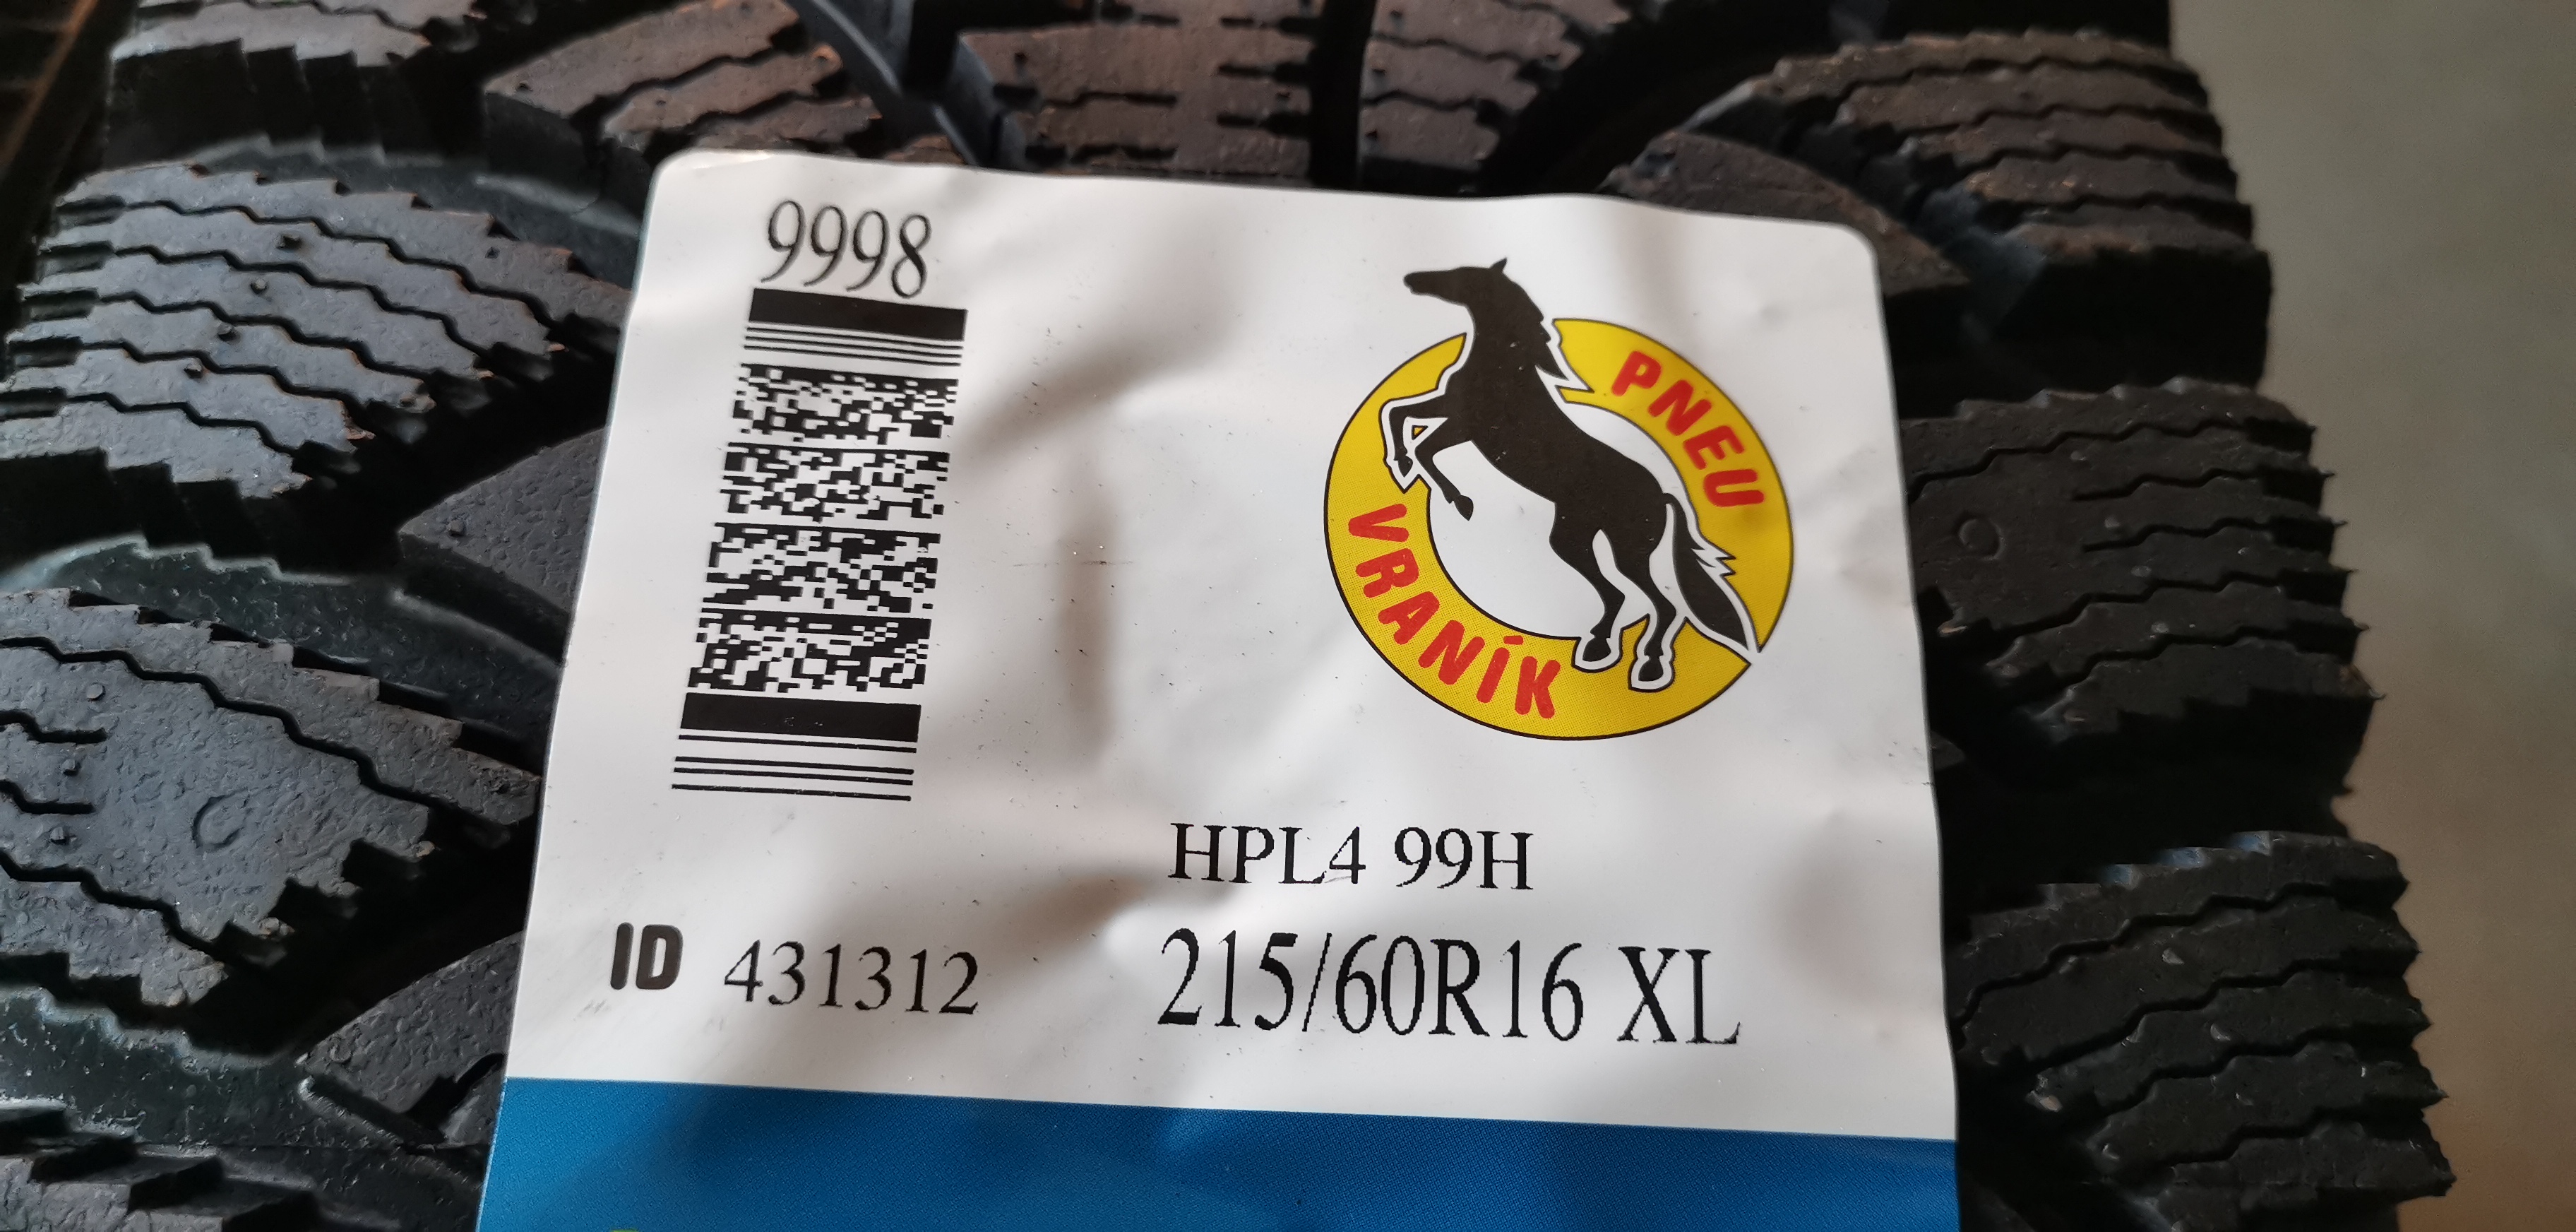 9998
PNEU
VRANÍK
HPL4 99H
ID 431312
215/60R16 XL